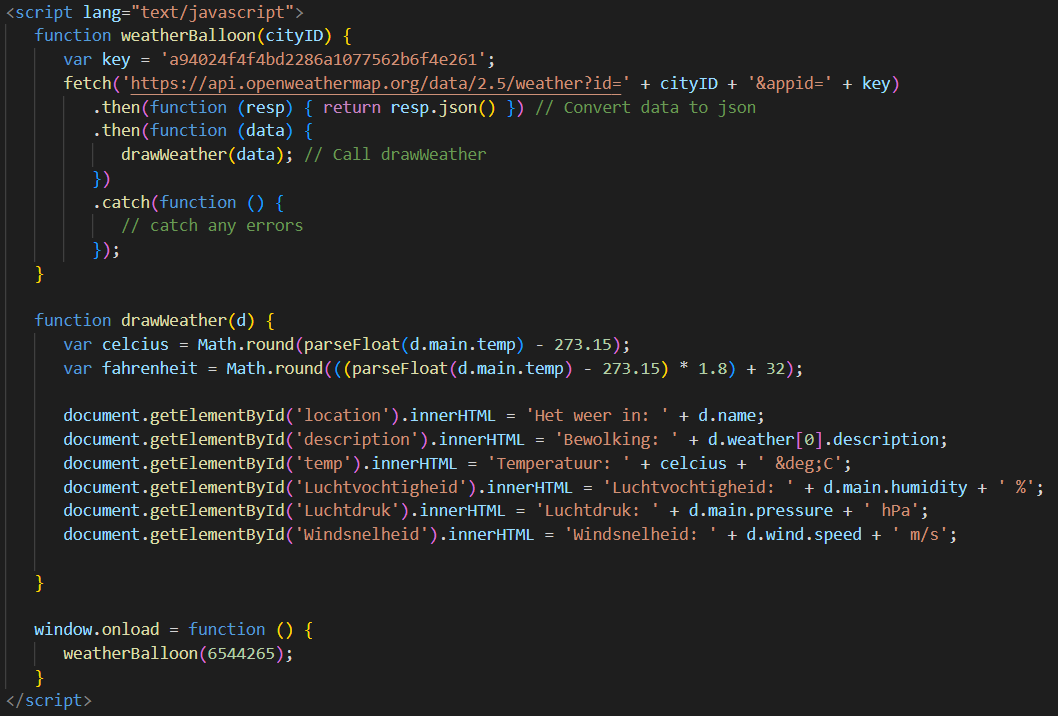 <script lang="text/javascript">
function weatherBalloon(cityID) {
var key = 'a94024f4f4bd2286a1077562b6f4e261';
fetch('https://api.openweathermap.org/data/2.5/weather?id=' + cityID + '&appid=' + key)
.then(function (resp) { return resp.json() }) // Convert data to json
.then(function (data) {
drawWeather(data); // Call drawWeather
})
.catch(function () {
// catch any errors
});
}
function drawWeather(d) {
var celcius = Math.round(parseFloat(d.main.temp) - 273.15);
var fahrenheit = Math.round(((parseFloat(d.main.temp) - 273.15) * 1.8) + 32);
document.getElementById('location').innerHTML = 'Het weer in: ' + d.name;
document.getElementById('description').innerHTML = 'Bewolking: ' + d.weather[0].description;
document.getElementById('temp').innerHTML = 'Temperatuur: ' + celcius + ' &deg;C';
document.getElementById('Luchtvochtigheid').innerHTML = 'Luchtvochtigheid: ' + d.main.humidity + ' %';
document.getElementById('Luchtdruk').innerHTML = 'Luchtdruk: ' + d.main.pressure + ' hPa';
document.getElementById('Windsnelheid').innerHTML = 'Windsnelheid: ' + d.wind.speed + ' m/s';
}
window.onload = function () {
weatherBalloon(6544265);
}
</script>